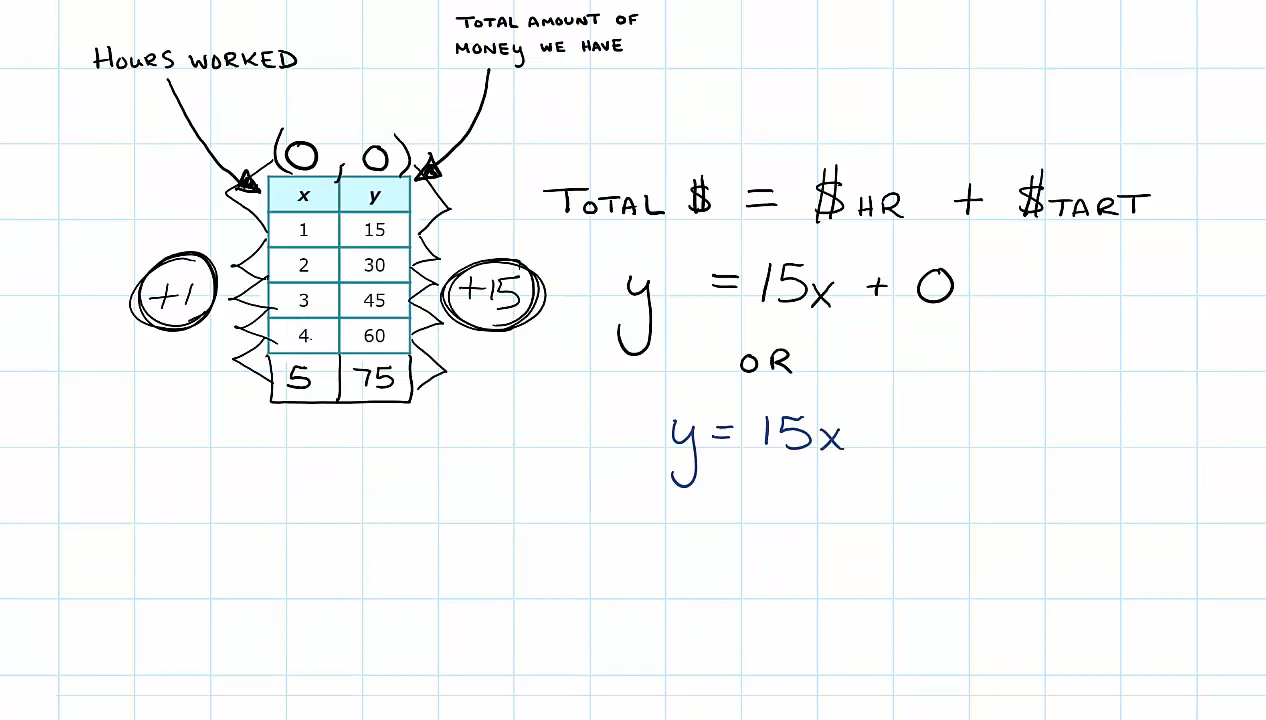 TOTAL AMOUNT OF
MONEY WE HAVE
HOURS WORKED
(0, 0)
x y
1 15
2 30
3 45
4 60
5 75
+1
+15
TOTAL $ = $HR + $TART
y = 15x + 0
OR
y = 15x